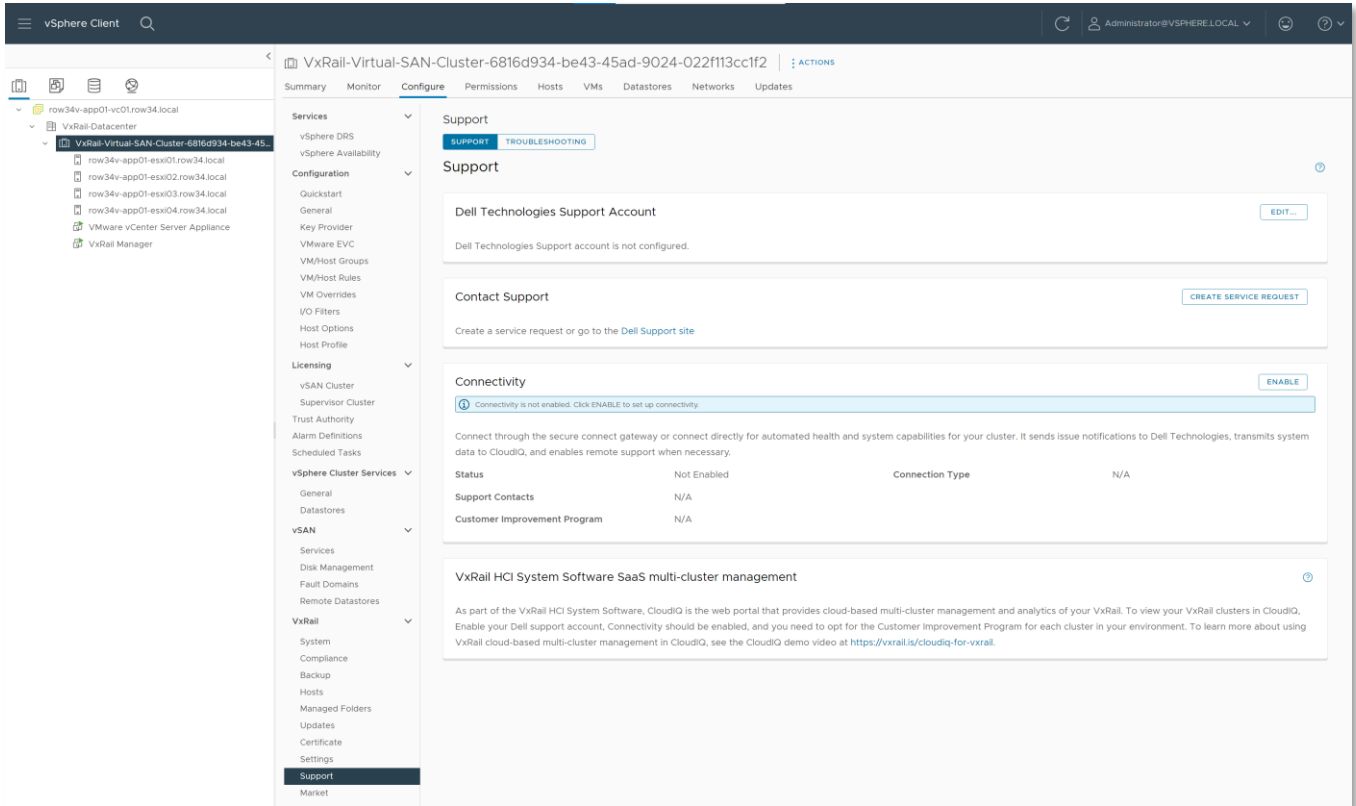 vSphere Client
Administrator@VSPHERE.LOCAL
row34v-app01-vc01.row34.local
VxRail-Datacenter
VxRail-Virtual-SAN-Cluster-6816d934-be43-45...
row34v-app01-esxi01.row34.local
row34v-app01-esxi02.row34.local
row34v-app01-esxi03.row34.local
row34v-app01-esxi04.row34.local
VMware vCenter Server Appliance
VxRail Manager
VxRail-Virtual-SAN-Cluster-6816d934-be43-45ad-9024-022f113cc1f2
ACTIONS
Summary Monitor Configure Permissions Hosts VMs Datastores Networks Updates
Services
vSphere DRS
vSphere Availability
Configuration
Quickstart
General
Key Provider
VMware EVC
VM/Host Groups
VM/Host Rules
VM Overrides
I/O Filters
Host Options
Host Profile
Licensing
vSAN Cluster
Supervisor Cluster
Trust Authority
Alarm Definitions
Scheduled Tasks
vSphere Cluster Services
General
Datastores
vSAN
Services
Disk Management
Fault Domains
Remote Datastores
VxRail
System
Compliance
Backup
Hosts
Managed Folders
Updates
Certificate
Settings
Support
Market
Support
SUPPORT TROUBLESHOOTING
Support
Dell Technologies Support Account
EDIT...
Dell Technologies Support account is not configured.
Contact Support
CREATE SERVICE REQUEST
Create a service request or go to the Dell Support site
Connectivity
ENABLE
Connectivity is not enabled. Click ENABLE to set up connectivity.
Connect through the secure connect gateway or connect directly for automated health and system capabilities for your cluster. It sends issue notifications to Dell Technologies, transmits system
data to CloudIQ, and enables remote support when necessary.
Status Not Enabled Connection Type N/A
Support Contacts N/A
Customer Improvement Program N/A
VxRail HCI System Software SaaS multi-cluster management
As part of the VxRail HCI System Software, CloudIQ is the web portal that provides cloud-based multi-cluster management and analytics of your VxRail. To view your VxRail clusters in CloudIQ,
Enable your Dell support account, Connectivity should be enabled, and you need to opt for the Customer Improvement Program for each cluster in your environment. To learn more about using
VxRail cloud-based multi-cluster management in CloudIQ, see the CloudIQ demo video at https://vxrail.is/cloudiq-for-vxrail.